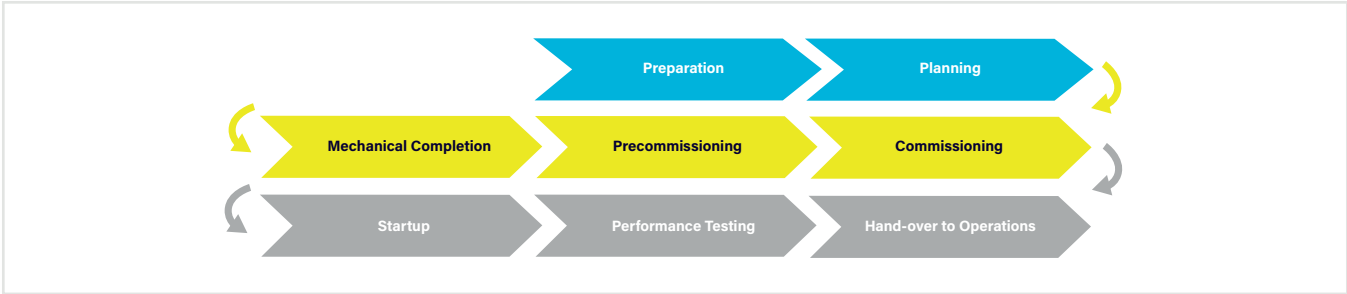 Preparation
Planning
Mechanical Completion
Precommissioning
Commissioning
Startup
Performance Testing
Hand-over to Operations